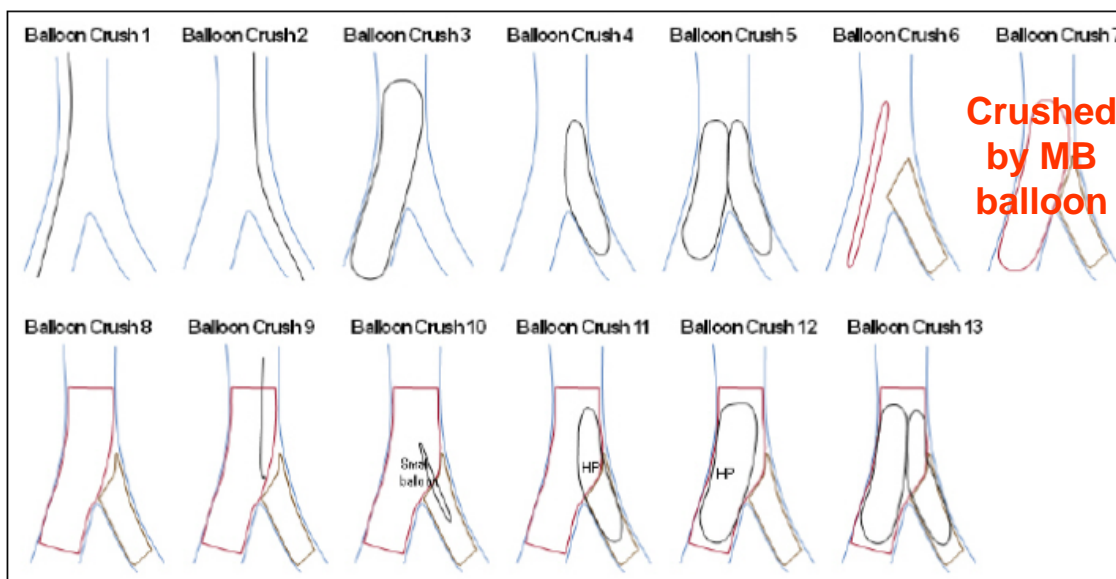 Balloon Crush 1
Balloon Crush 2
Balloon Crush 3
Balloon Crush 4
Balloon Crush 5
Balloon Crush 6
Balloon Crush 7
Crushed
by MB
balloon
Balloon Crush 8
Balloon Crush 9
Balloon Crush 10
Balloon Crush 11
Balloon Crush 12
Balloon Crush 13
Small
balloon
HP
HP